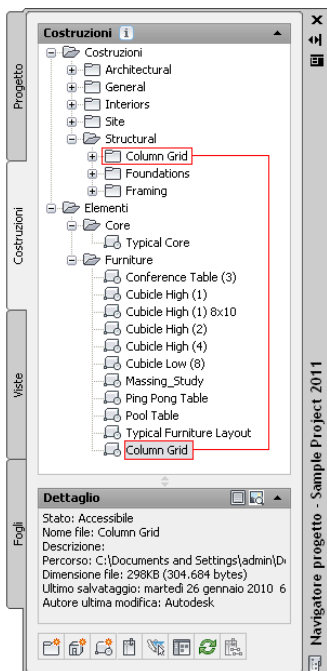 Costruzioni
Costruzioni
Architectural
General
Interiors
Site
Structural
Column Grid
Foundations
Framing
Elementi
Core
Typical Core
Furniture
Conference Table (3)
Cubicle High (1)
Cubicle High (1) 8x10
Cubicle High (2)
Cubicle High (4)
Cubicle Low (8)
Massing_Study
Ping Pong Table
Pool Table
Typical Furniture Layout
Column Grid
Dettaglio
Stato: Accessibile
Nome file: Column Grid
Descrizione:
Percorso: C:\Documents and Settings\admin\D
Dimensione file: 298KB (304.684 bytes)
Ultimo salvataggio: martedì 26 gennaio 2010 6
Autore ultima modifica: Autodesk
Progetto
Costruzioni
Viste
Fogli
Navigatore progetto - Sample Project 2011